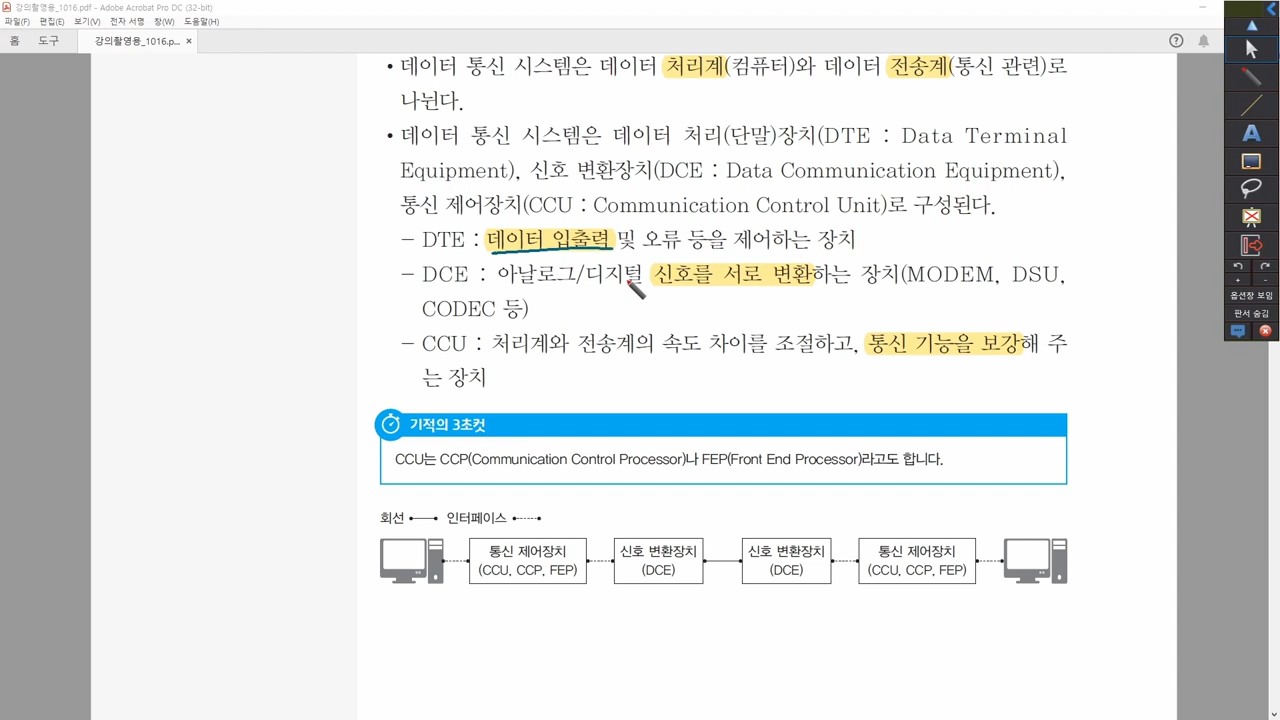 강의촬영용_1016.pdf - Adobe Acrobat Pro DC (32-bit)
파일(F) 편집(E) 보기(V) 전자 서명 창(W) 도움말(H)
홈 도구 강의촬영용_1016.p... ×
• 데이터 통신 시스템은 데이터 처리계(컴퓨터)와 데이터 전송계(통신 관련)로
나뉜다.
• 데이터 통신 시스템은 데이터 처리(단말)장치(DTE : Data Terminal
Equipment), 신호 변환장치(DCE : Data Communication Equipment),
통신 제어장치(CCU : Communication Control Unit)로 구성된다.
– DTE : 데이터 입출력 및 오류 등을 제어하는 장치
– DCE : 아날로그/디지털 신호를 서로 변환하는 장치(MODEM, DSU,
CODEC 등)
– CCU : 처리계와 전송계의 속도 차이를 조절하고, 통신 기능을 보강해 주
는 장치
기적의 3초컷
CCU는 CCP(Communication Control Processor)나 FEP(Front End Processor)라고도 합니다.
회선 인터페이스
통신 제어장치 신호 변환장치 신호 변환장치 통신 제어장치
(CCU, CCP, FEP) (DCE) (DCE) (CCU, CCP, FEP)
옵션창 보임
판서 숨김